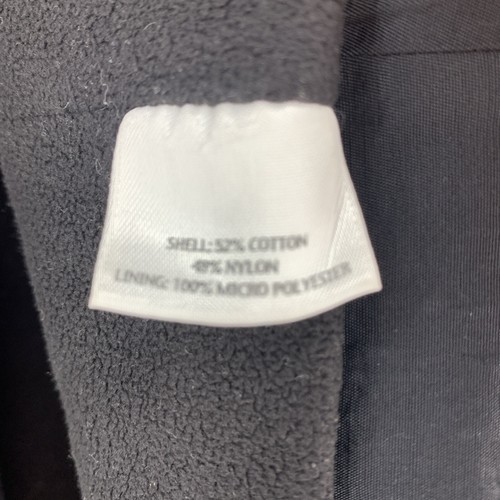 SHELL: 52% COTTON
48% NYLON
LINING: 100% MICRO POLYESTER